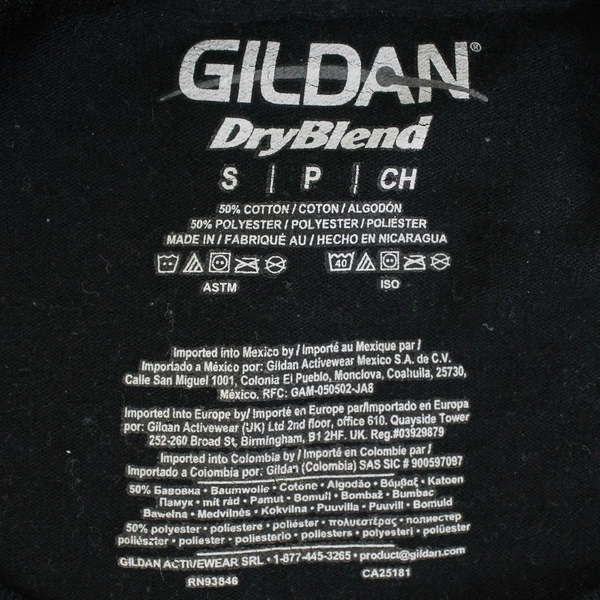 GILDAN®
DryBlend
S | P | CH
50% COTTON / COTON / ALGODÓN
50% POLYESTER / POLYESTER / POLIÉSTER
MADE IN / FABRIQUÉ AU / HECHO EN NICARAGUA
40
ASTM ISO
Imported into Mexico by / Importé au Mexique par /
Importado a México por: Gildan Activewear Mexico S.A. de C.V.
Calle San Miguel 1001, Colonia El Pueblo, Monclova, Coahuila, 25730,
México. RFC: GAM-050502-JA8
Imported into Europe by/ Importé en Europe par/Importado en Europa
por: Gildan Activewear (UK) Ltd 2nd floor, office 610. Quayside Tower
252-260 Broad St, Birmingham, B1 2HF. UK. Reg.#03929879
Imported into Colombia by / Importé en Colombie par /
Importado a Colombia por: Gildan (Colombia) SAS SIC # 900597097
50% Бавовна • Baumwolle • Cotone • Algodão • Βάμβαξ • Katoen
Памук • mit răd • Pamut • Bomull • Bombaž • Bumbac
Bawełna • Medvilnės • Kokvilna • Puuvilla • Puuvill • Bomuld
50% polyester • poliestere • poliéster • πολυεστέρας • полиестер
poliészter • poliester • poliesterio • poliesters • polyesteri • polüester
GILDAN ACTIVEWEAR SRL • 1-877-445-3265 • product@gildan.com
RN93846 CA25181